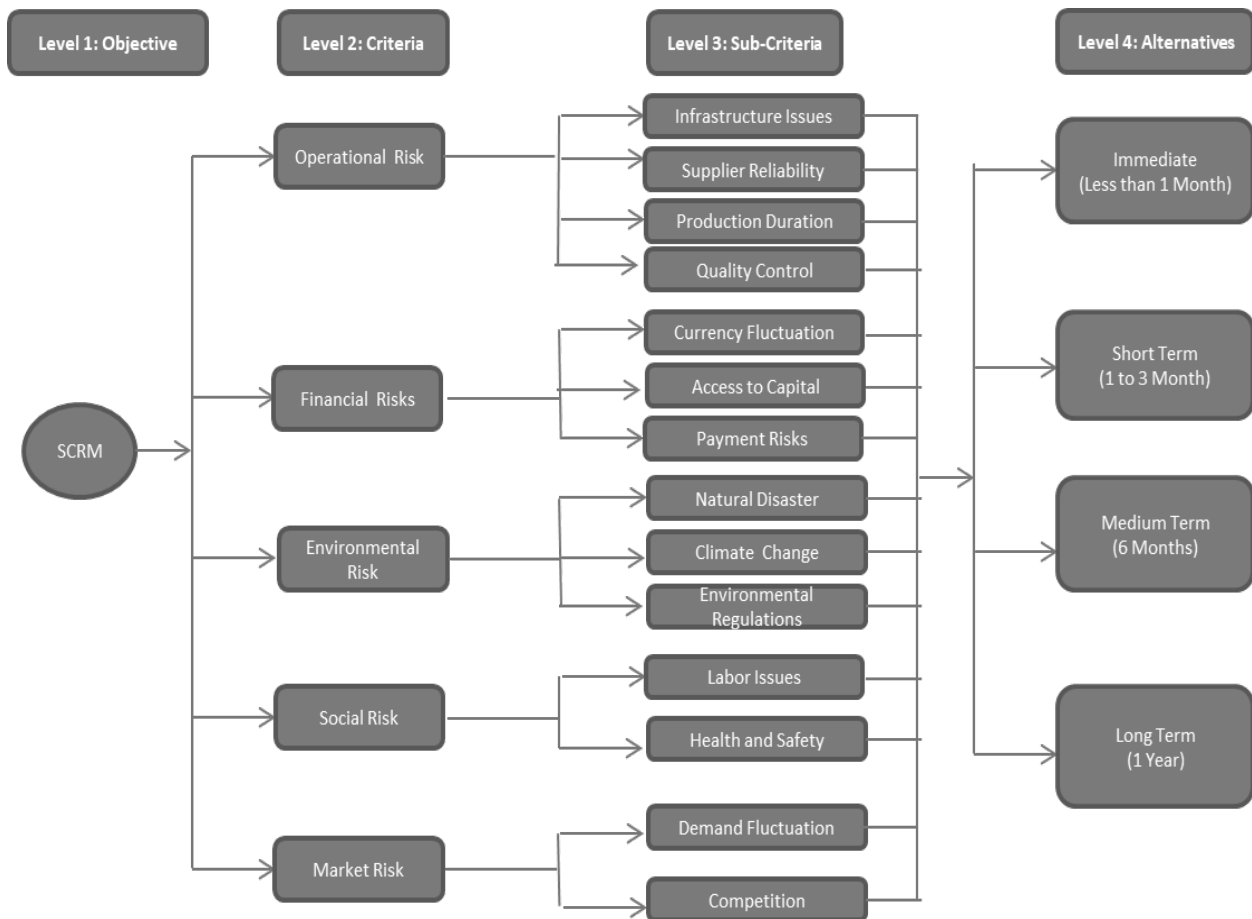 Level 1: Objective
Level 2: Criteria
Level 3: Sub-Criteria
Level 4: Alternatives
SCRM
Operational Risk
Financial Risks
Environmental
Risk
Social Risk
Market Risk
Infrastructure Issues
Supplier Reliability
Production Duration
Quality Control
Currency Fluctuation
Access to Capital
Payment Risks
Natural Disaster
Climate Change
Environmental
Regulations
Labor Issues
Health and Safety
Demand Fluctuation
Competition
Immediate
(Less than 1 Month)
Short Term
(1 to 3 Month)
Medium Term
(6 Months)
Long Term
(1 Year)